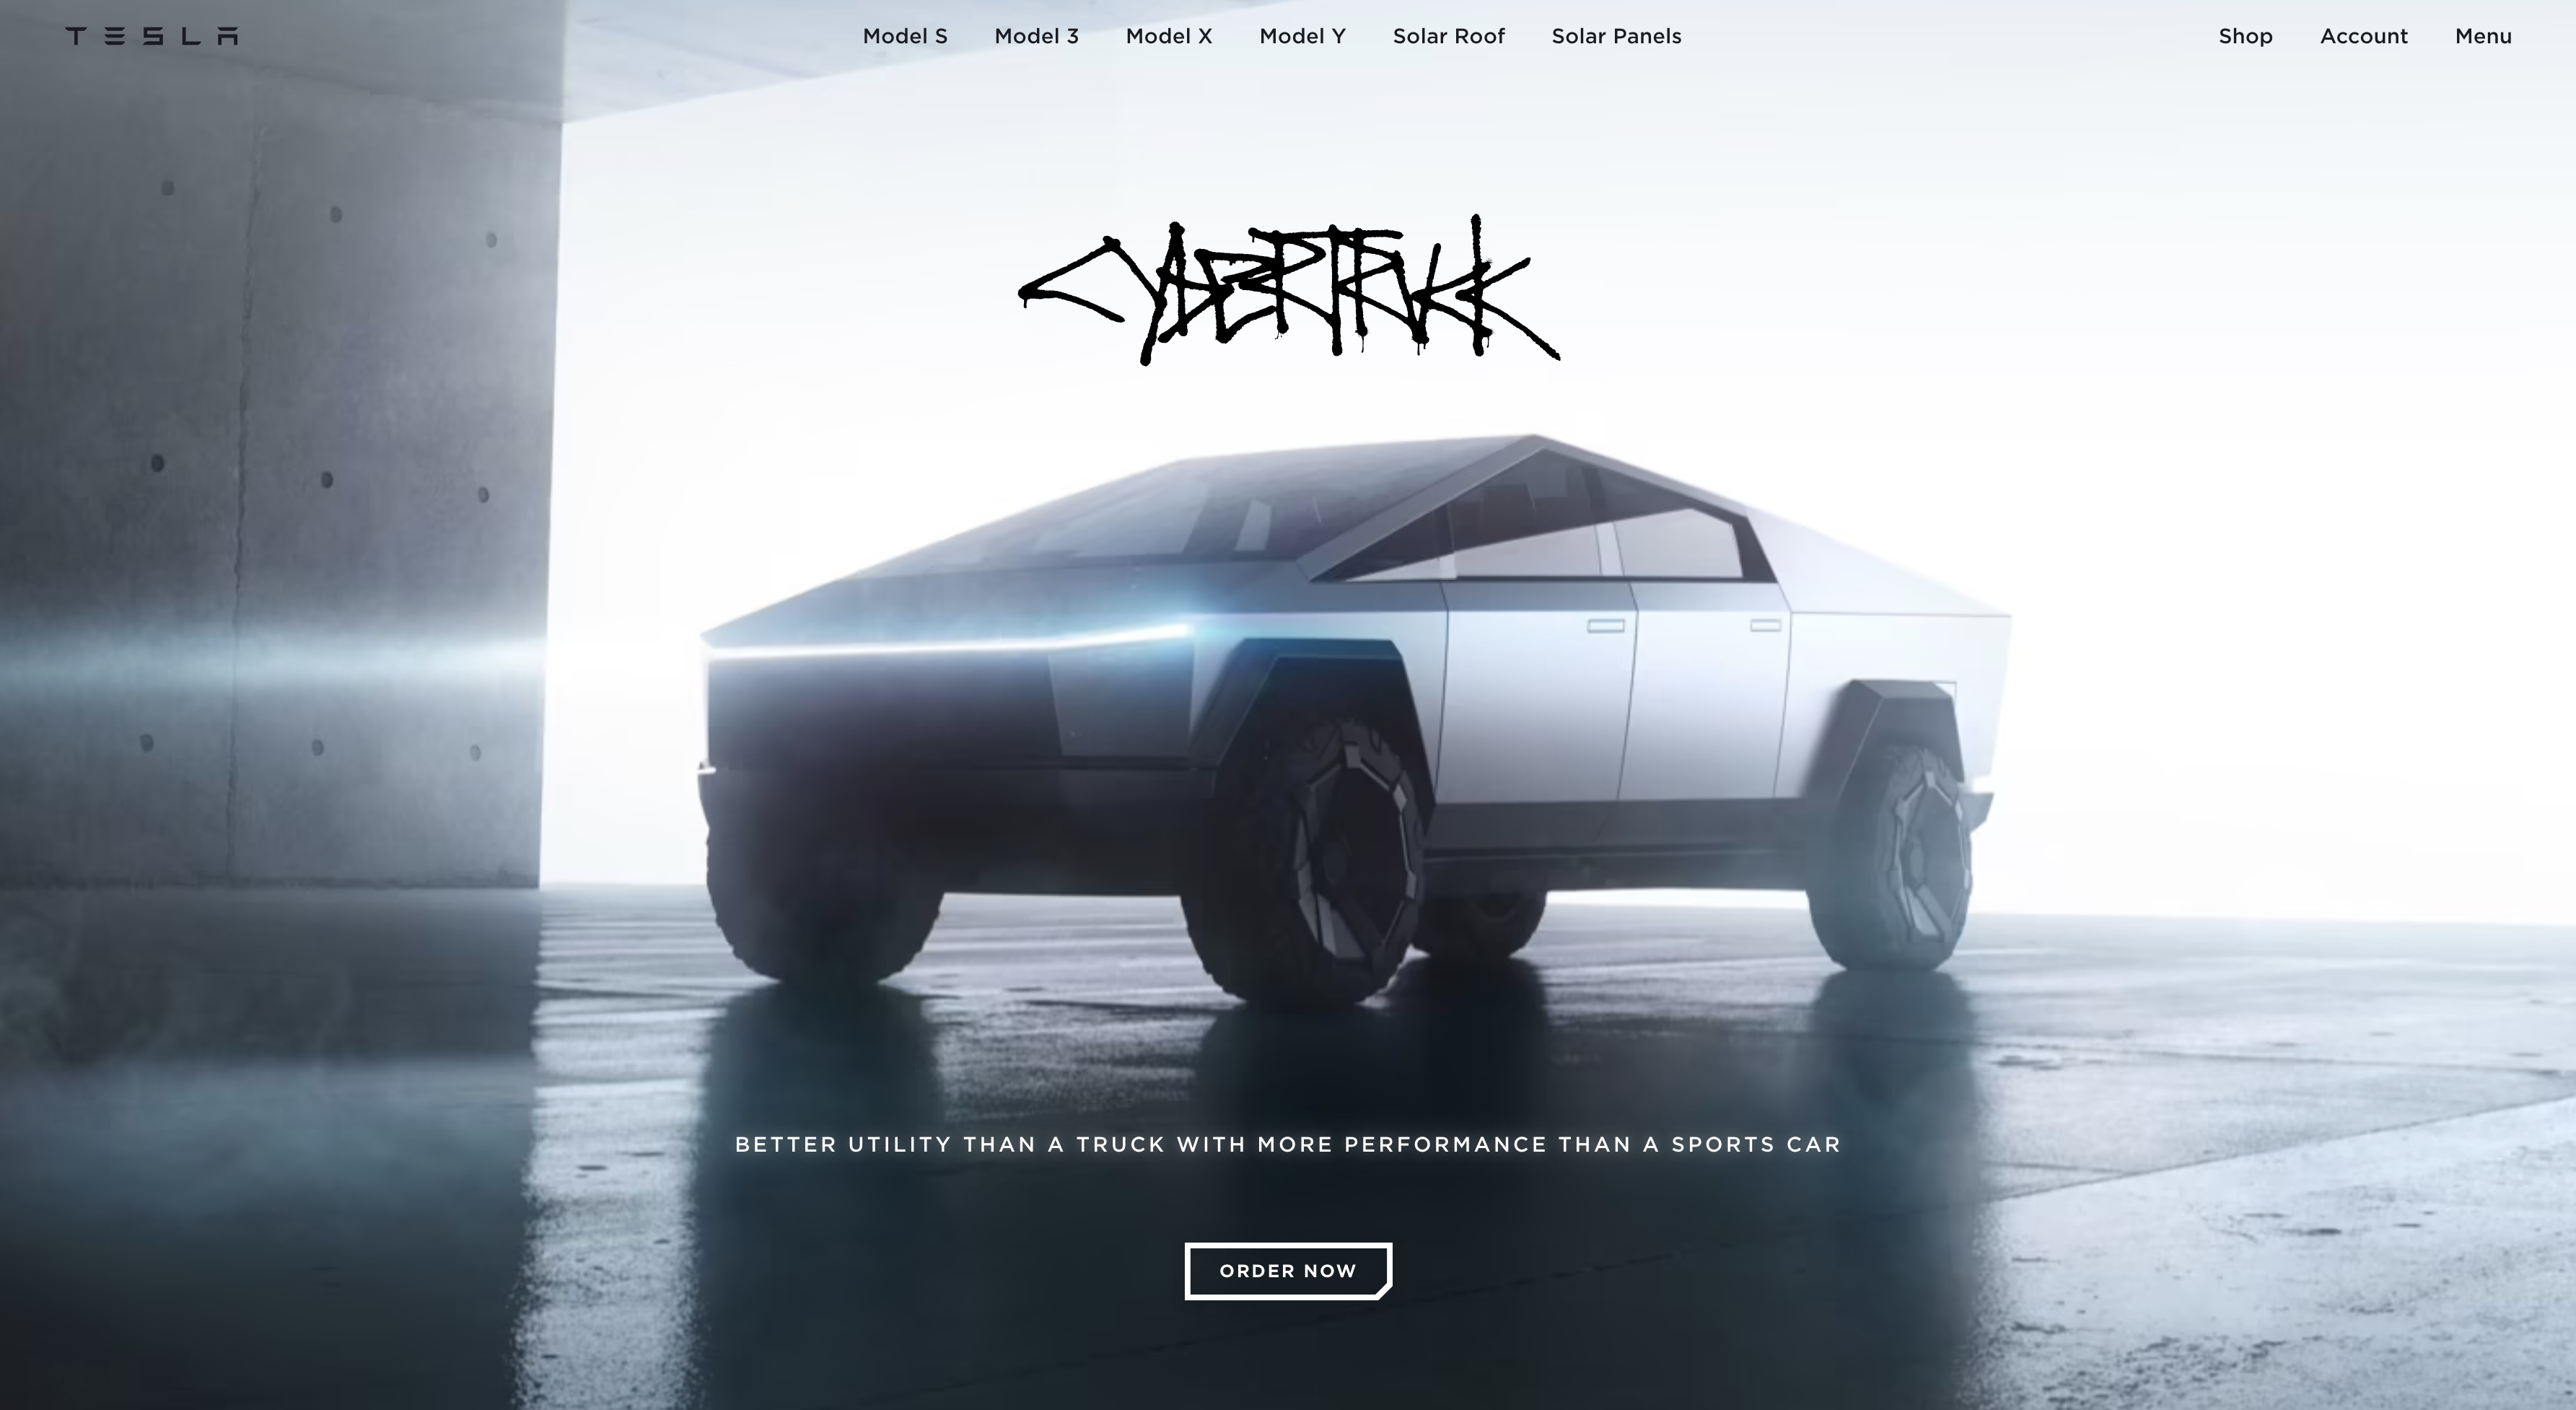 TESLA
Model S Model 3 Model X Model Y Solar Roof Solar Panels
Shop Account Menu
CYBERTRUCK
BETTER UTILITY THAN A TRUCK WITH MORE PERFORMANCE THAN A SPORTS CAR
ORDER NOW